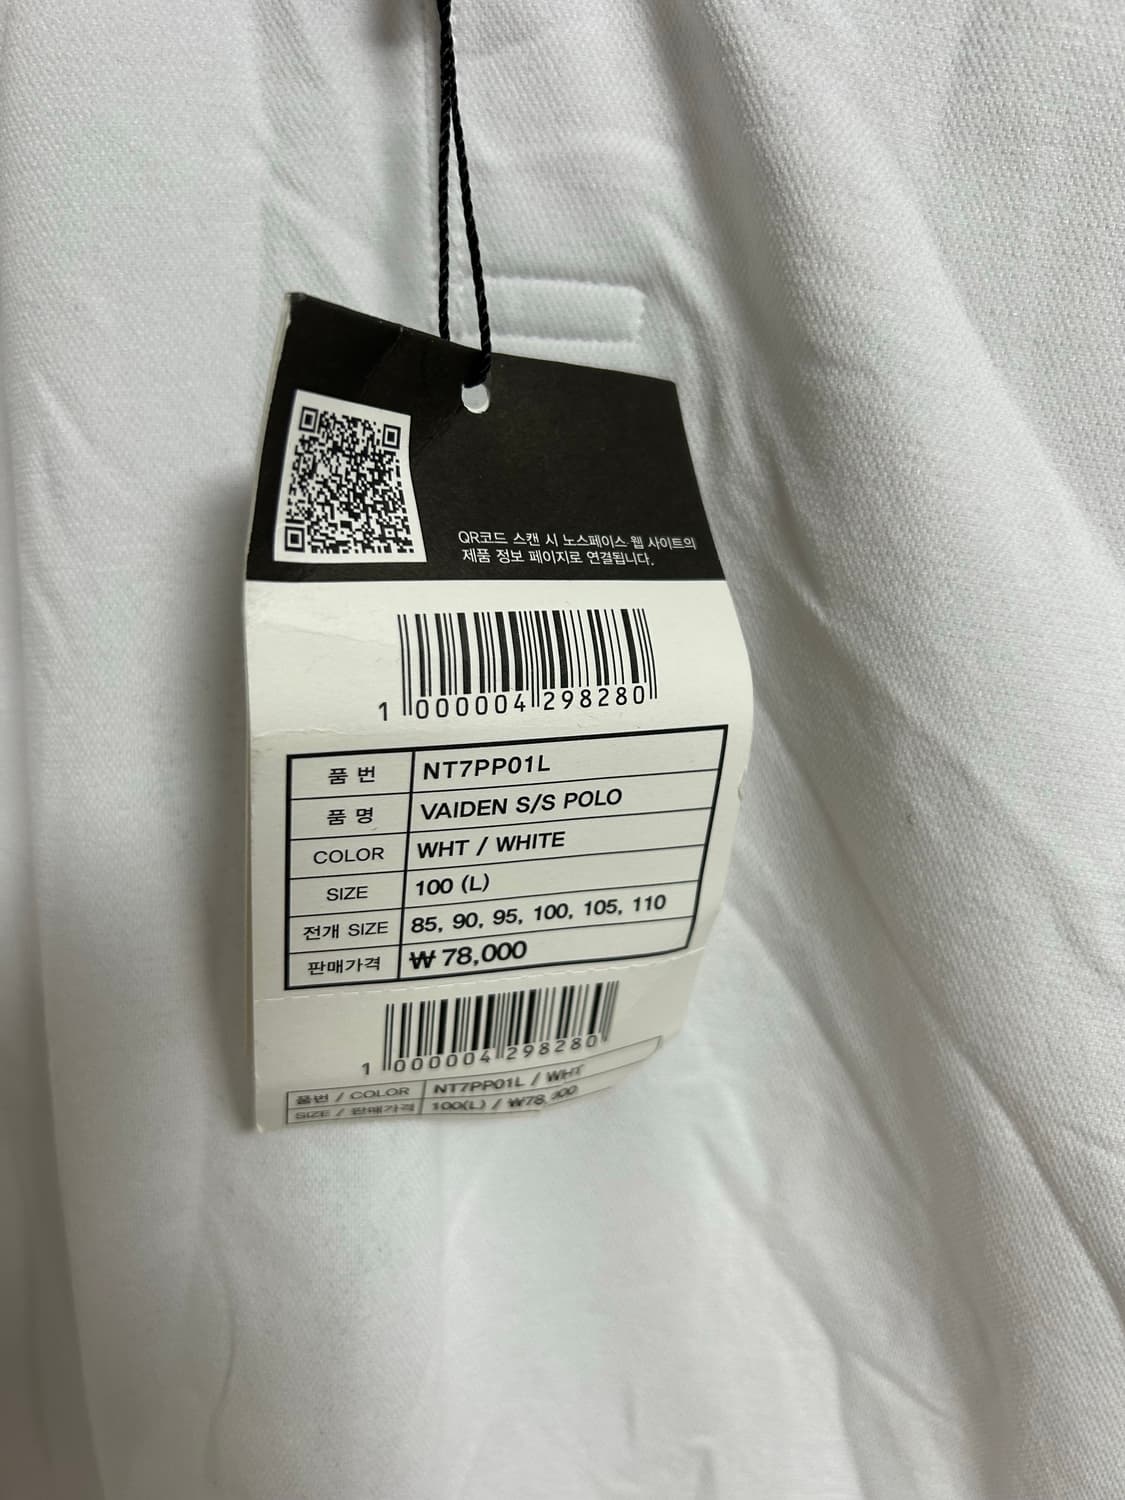 QR코드 스캔 시 노스페이스 웹 사이트의
제품 정보 페이지로 연결됩니다.
1 000004 298280
품 번 NT7PP01L
품 명 VAIDEN S/S POLO
COLOR WHT / WHITE
SIZE 100 (L)
전개 SIZE 85, 90, 95, 100, 105, 110
판매가격 ₩ 78,000
1 000004 298280
품번 / COLOR NT7PP01L / WHT
SIZE / 판매가격 100(L) / ₩78,000